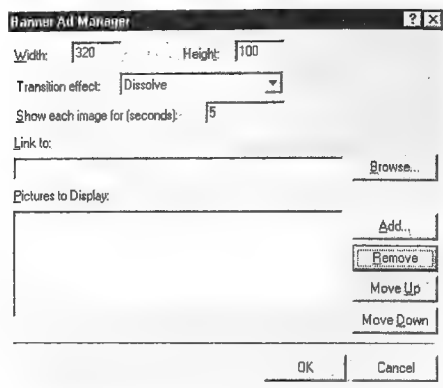 Banner Ad Manager ? X
Width: 320 Height: 100
Transition effect: Dissolve
Show each image for (seconds): 5
Link to:
Browse...
Pictures to Display:
Add...
Remove
Move Up
Move Down
OK Cancel